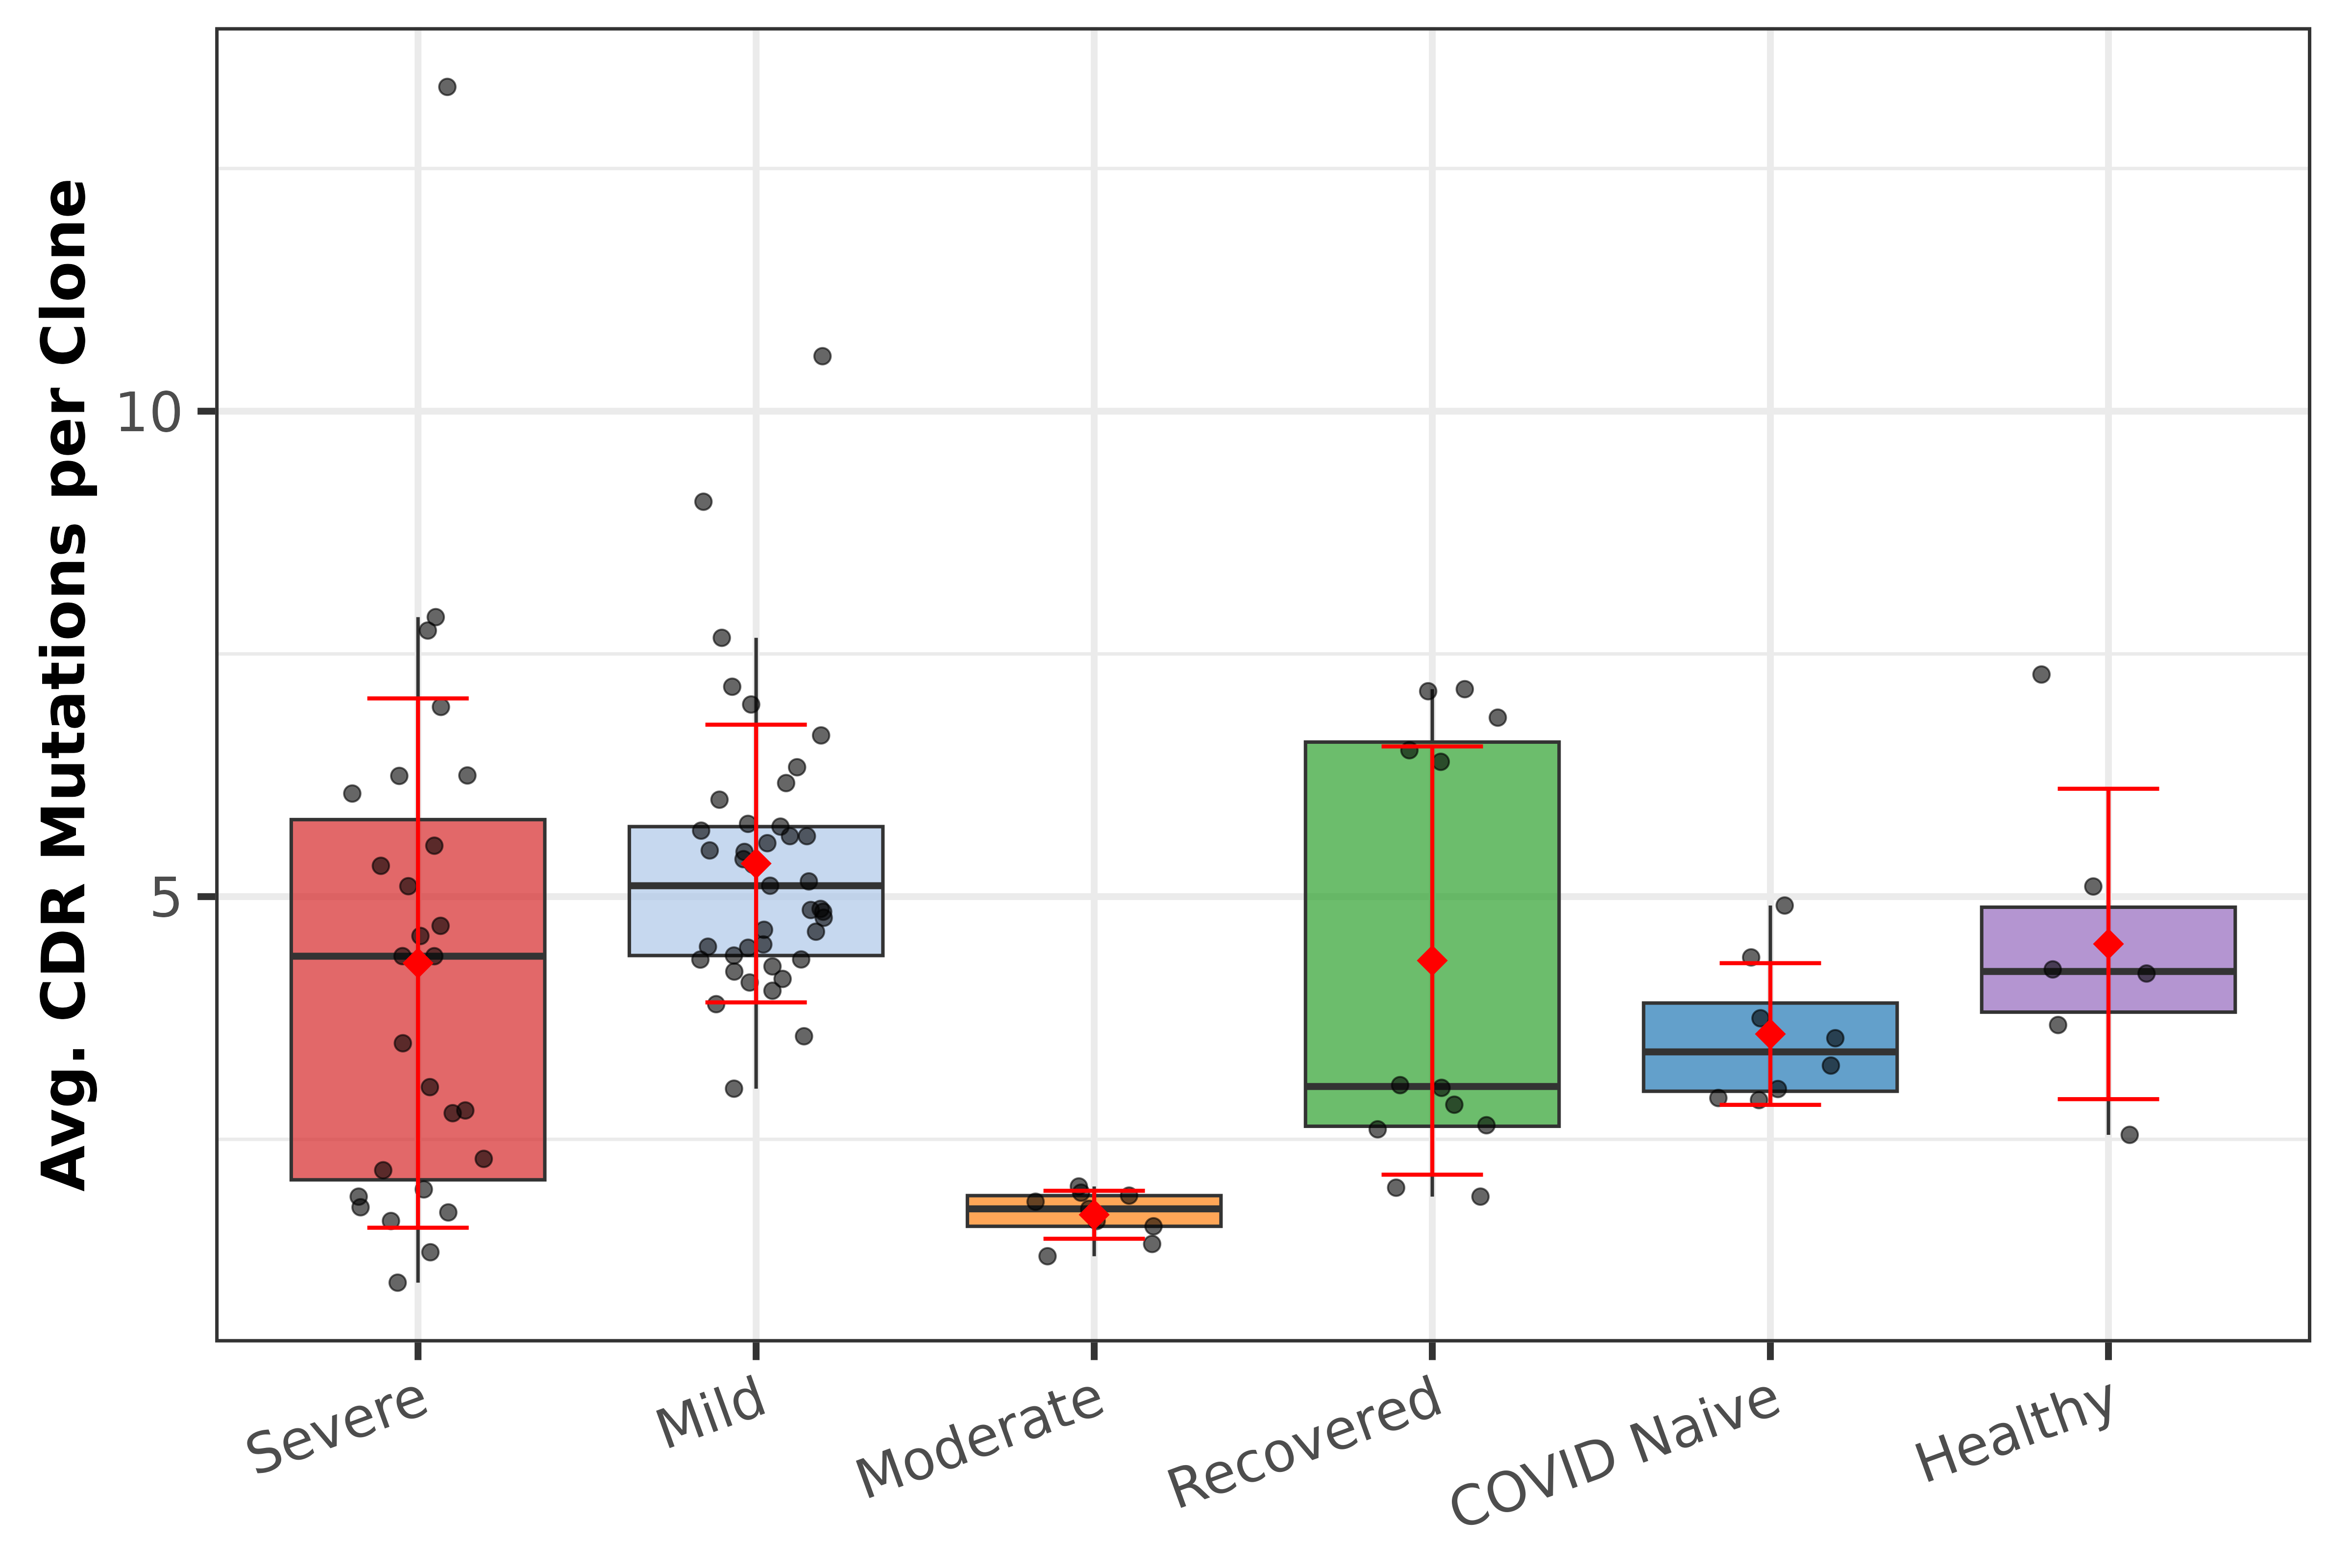 Avg. CDR Mutations per Clone
10
5
Severe
Mild
Moderate
Recovered
COVID Naive
Healthy